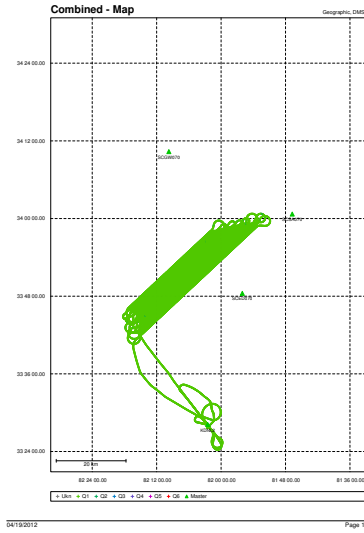 Combined - Map
Geographic, DMS
34 24 00.00
34 12 00.00
34 00 00.00
33 48 00.00
33 36 00.00
33 24 00.00
SCGW070
20 km
82 24 00.00
82 12 00.00
82 00 00.00
81 48 00.00
81 36 00.00
Ukn
Q1
Q2
Q3
Q4
Q5
Q6
Master
04/19/2012
Page 1